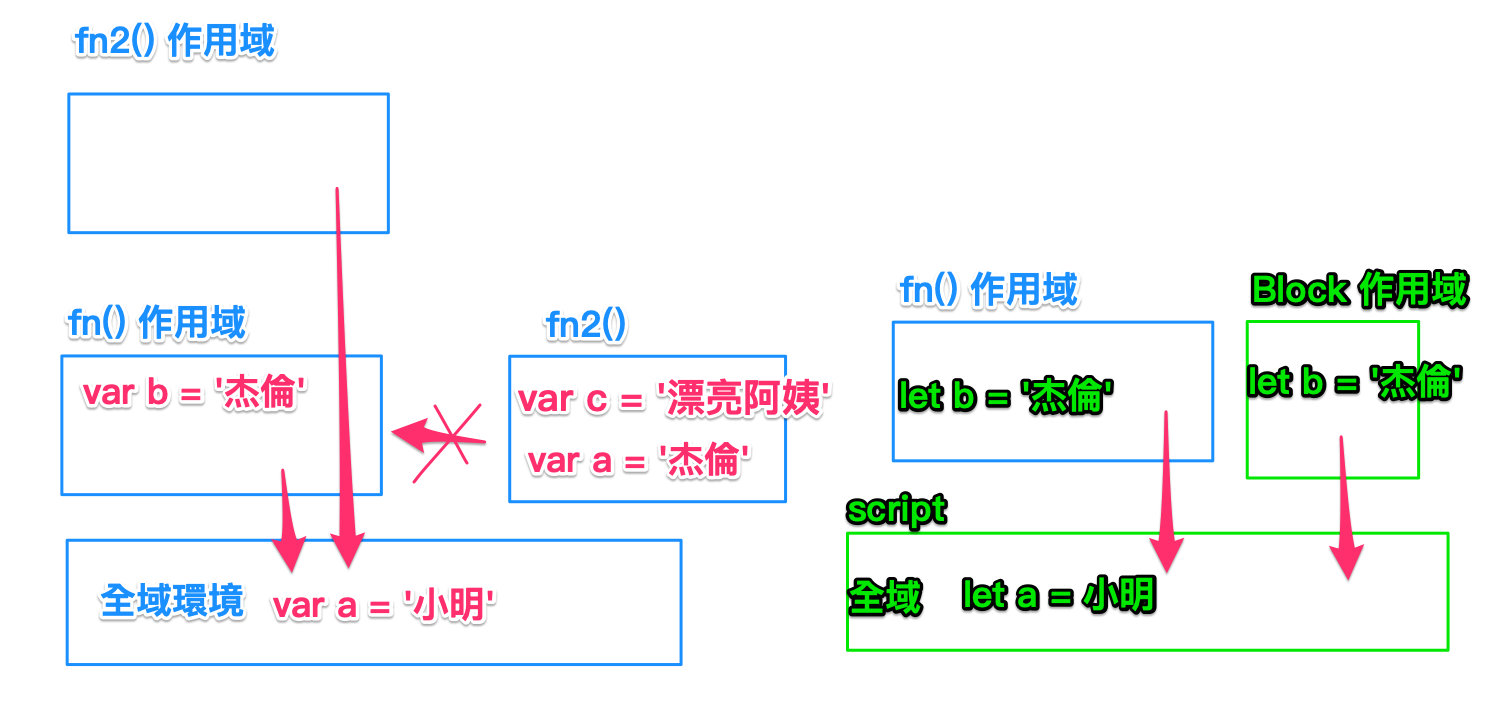 fn2() 作用域
fn() 作用域
var b = '杰倫'
fn2()
var c = '漂亮阿姨'
var a = '杰倫'
全域環境 var a = '小明'
fn() 作用域
let b = '杰倫'
Block 作用域
let b = '杰倫'
script
全域 let a = 小明